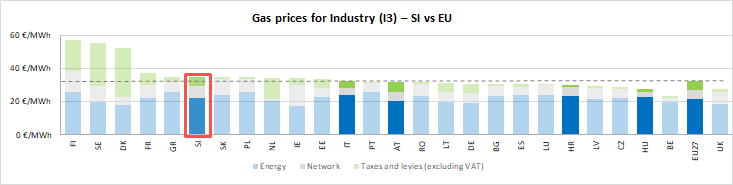 Gas prices for Industry (I3) – SI vs EU
60 €/MWh
40 €/MWh
20 €/MWh
0 €/MWh
FI SE DK FR GR SI SK PL NL IE EE IT PT AT RO LT DE BG ES LU HR LV CZ HU BE EU27 UK
Energy Network Taxes and levies (excluding VAT)